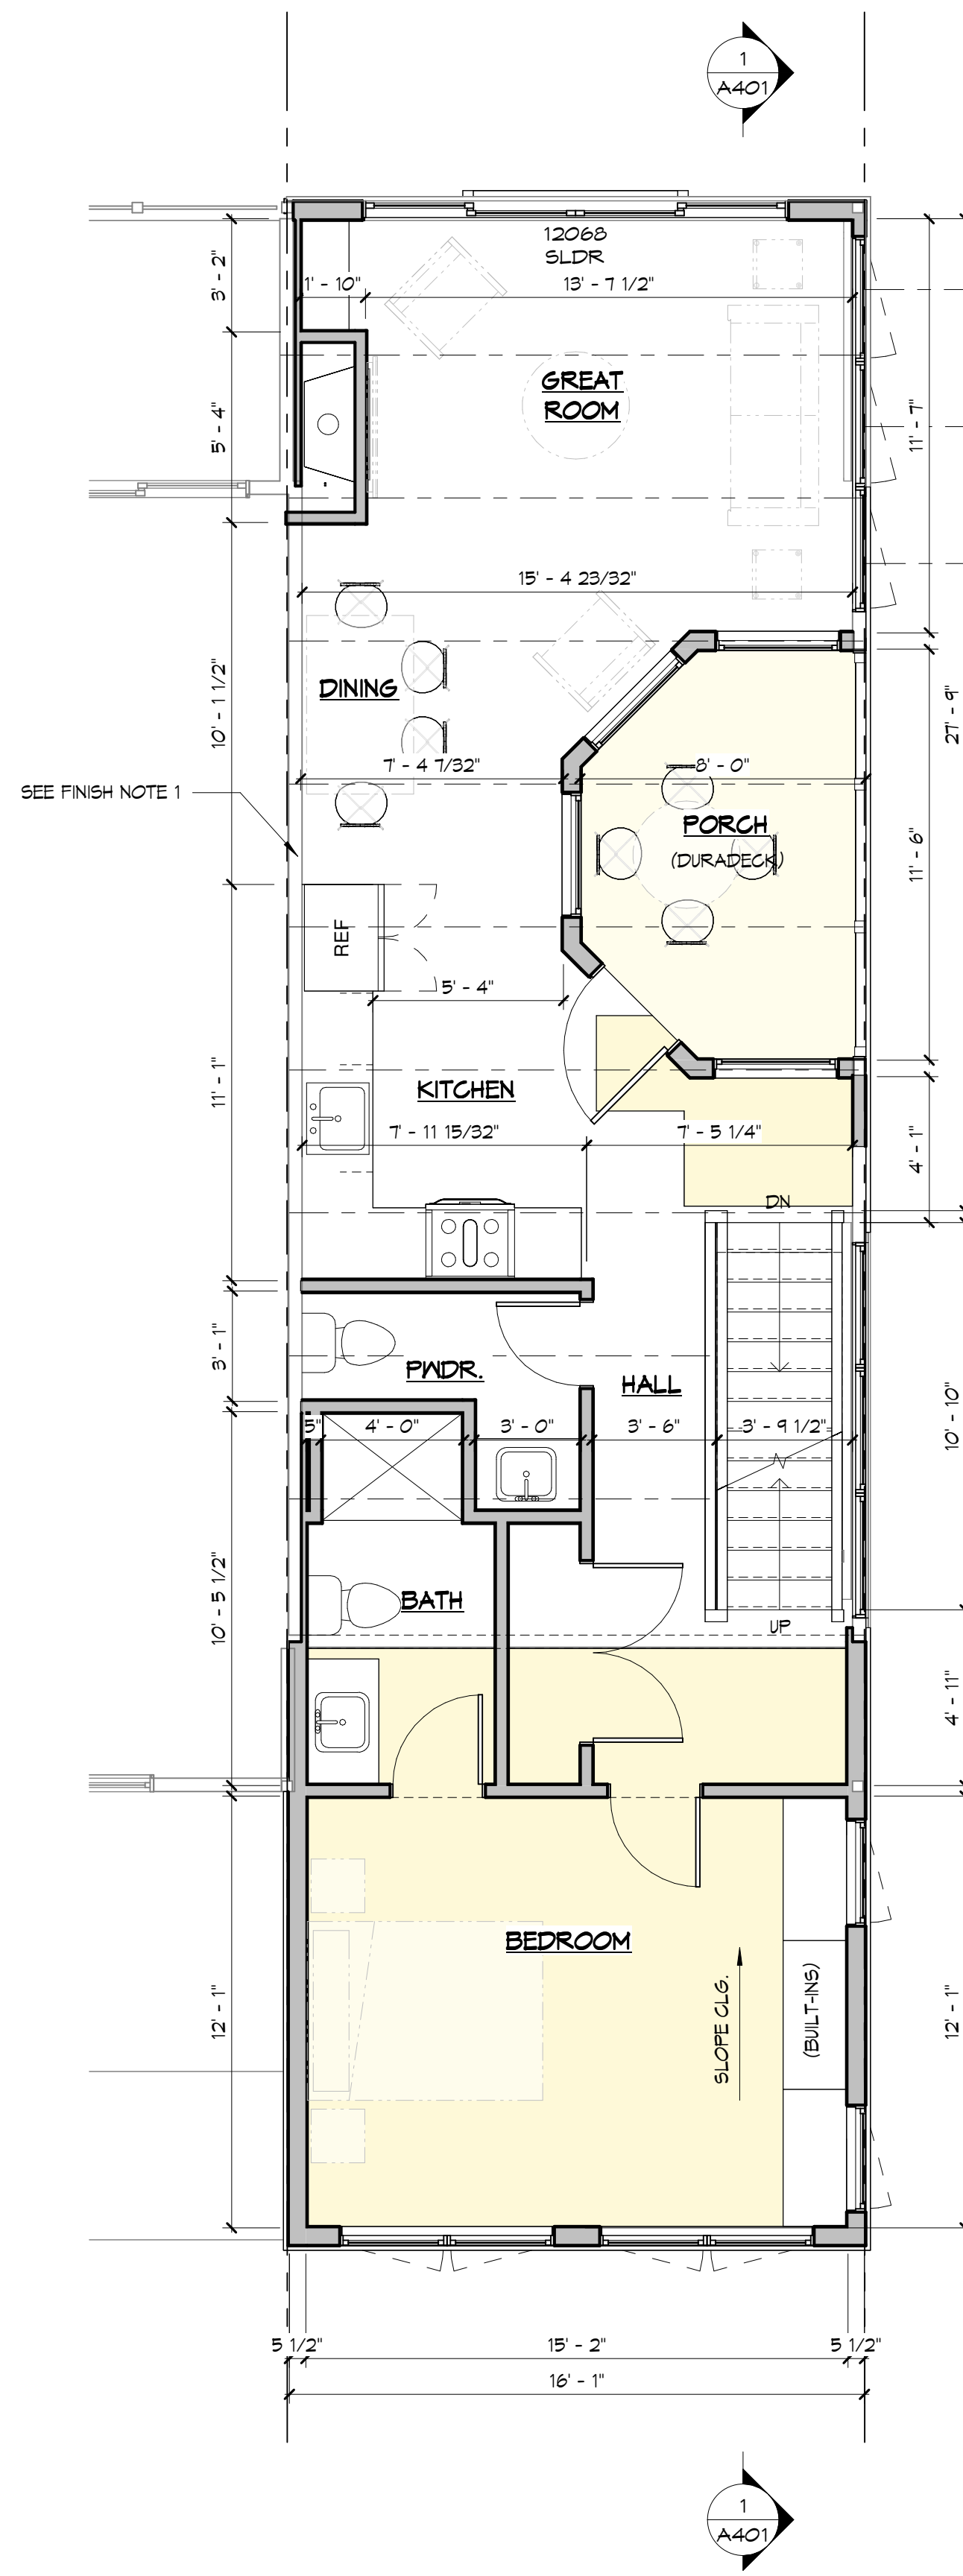 1
A401
12068
SLDR
3' - 2"
1' - 10"
13' - 7 1/2"
GREAT
ROOM
5' - 4"
11' - 7"
15' - 4 23/32"
DINING
10' - 1 1/2"
27' - 9"
7' - 4 7/32"
8' - 0"
SEE FINISH NOTE 1
PORCH
(DURADECK)
11' - 6"
REF
5' - 4"
11' - 1"
KITCHEN
7' - 11 15/32"
7' - 5 1/4"
4' - 1"
DN
3' - 1"
PWDR.
HALL
5"
4' - 0"
3' - 0"
3' - 6"
3' - 9 1/2"
10' - 10"
10' - 5 1/2"
BATH
UP
4' - 11"
BEDROOM
SLOPE CLG.
(BUILT-INS)
12' - 1"
12' - 1"
5 1/2"
15' - 2"
5 1/2"
16' - 1"
1
A401